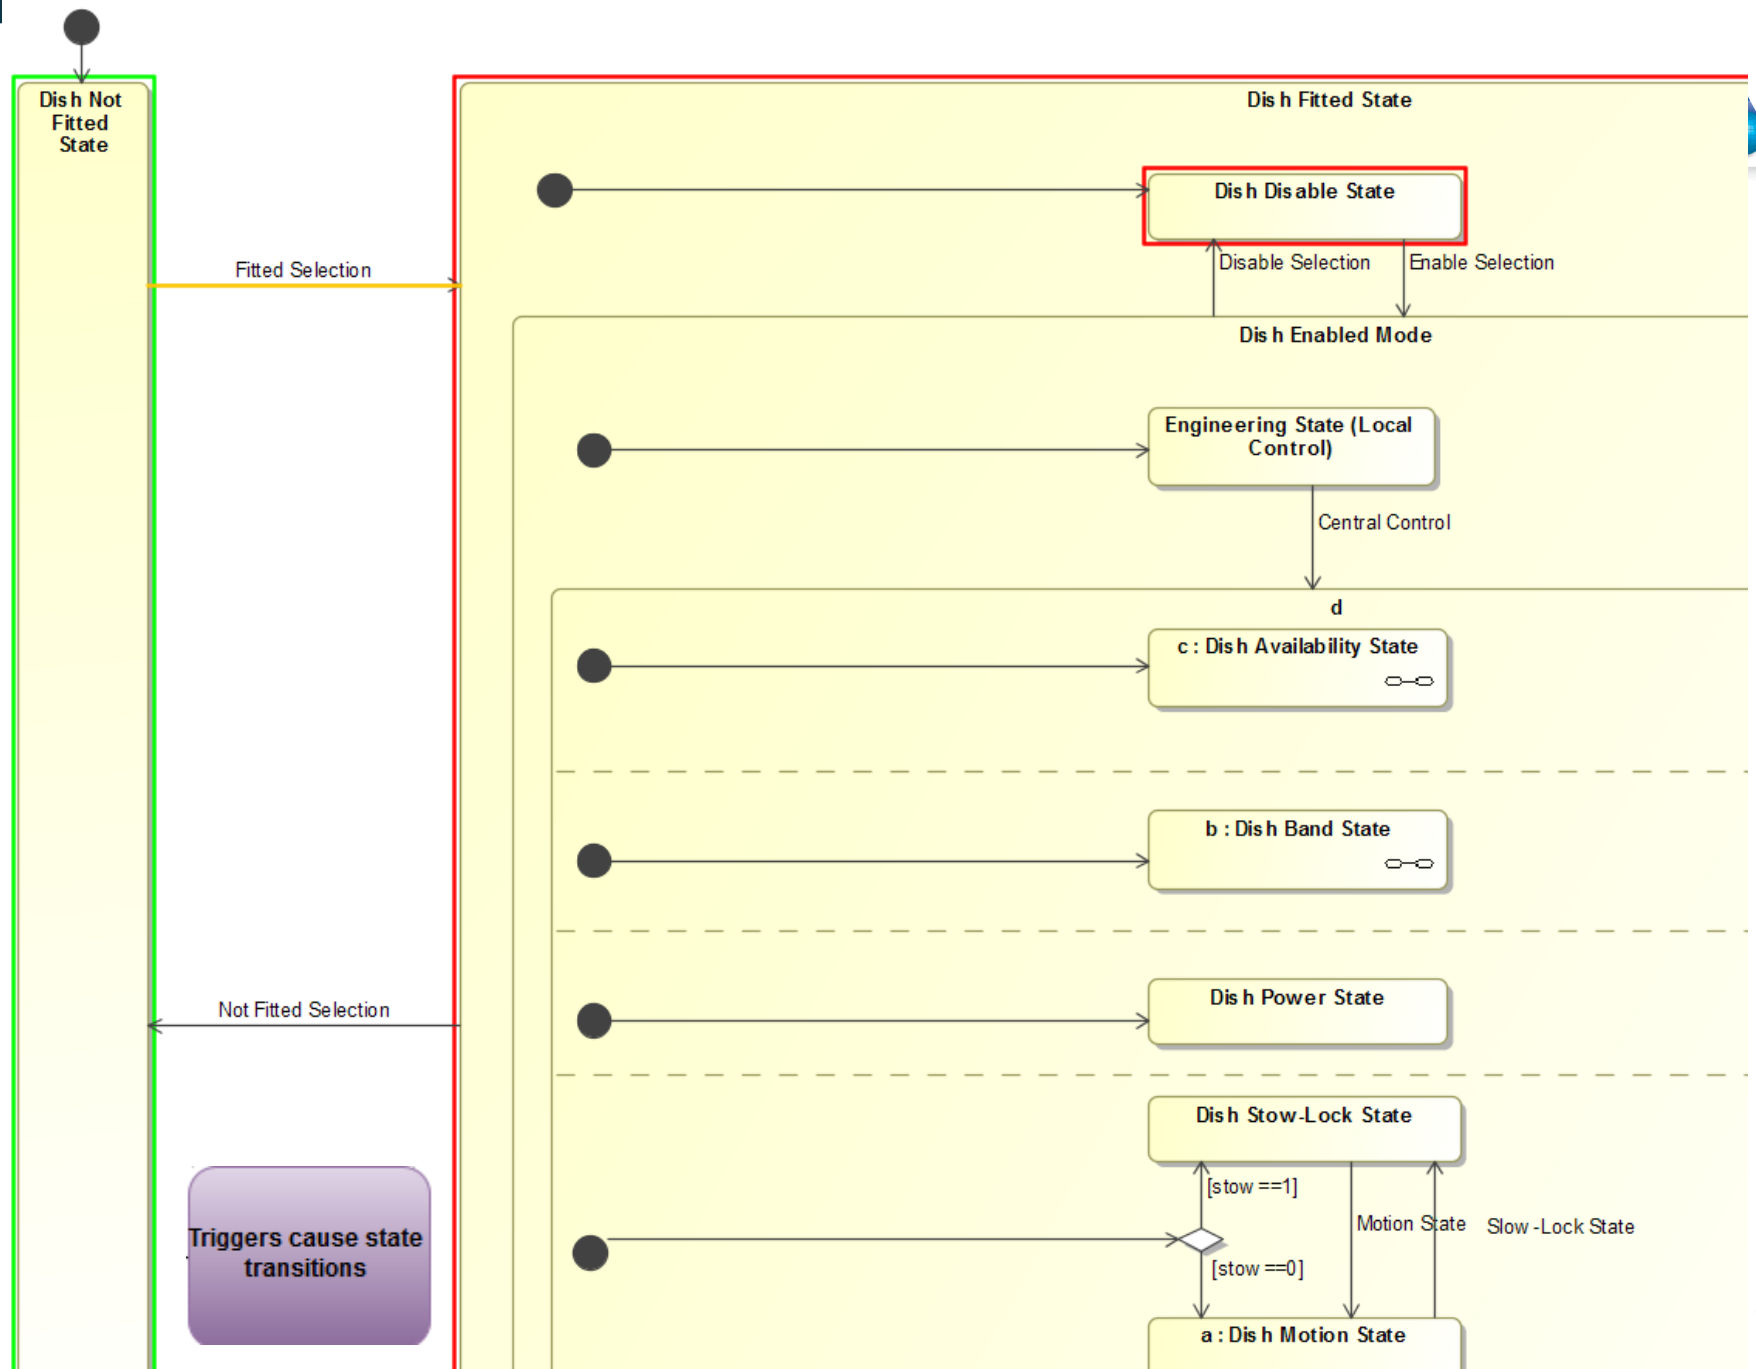 Dish Not
Fitted
State
Dish Fitted State
Dish Disable State
Fitted Selection
Disable Selection
Enable Selection
Dish Enabled Mode
Engineering State (Local
Control)
Central Control
d
c : Dish Availability State
b : Dish Band State
Dish Power State
Not Fitted Selection
Dish Stow-Lock State
[stow ==1]
Motion State
Slow -Lock State
[stow ==0]
Triggers cause state
transitions
a : Dish Motion State